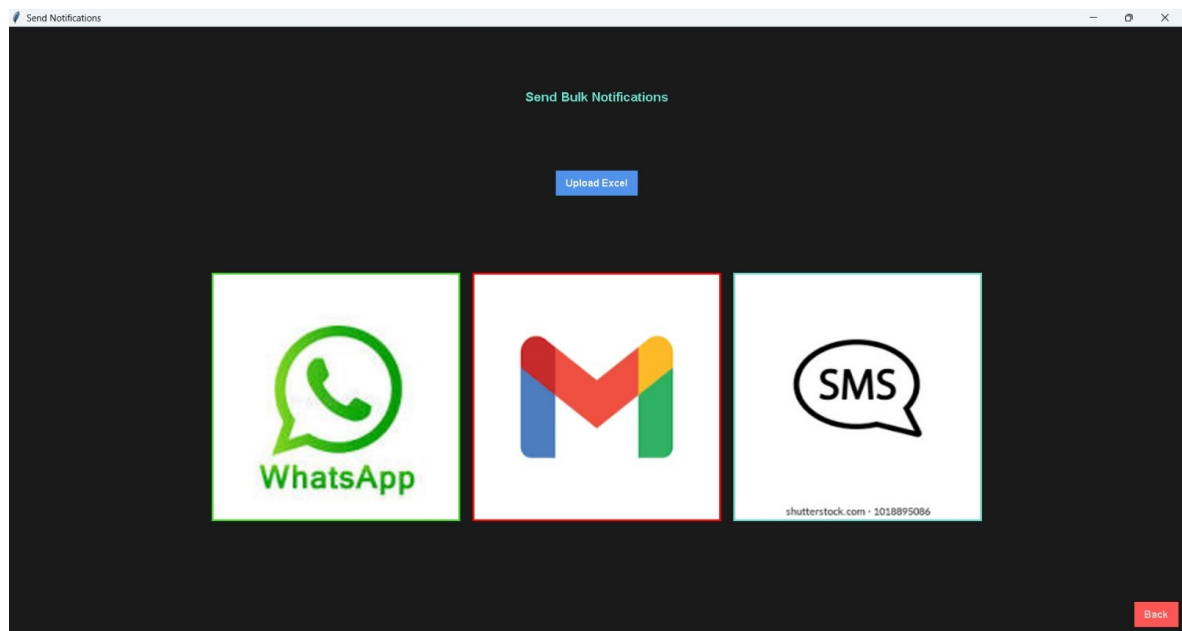 Send Notifications
Send Bulk Notifications
Upload Excel
WhatsApp
SMS
shutterstock.com · 1018895086
Back